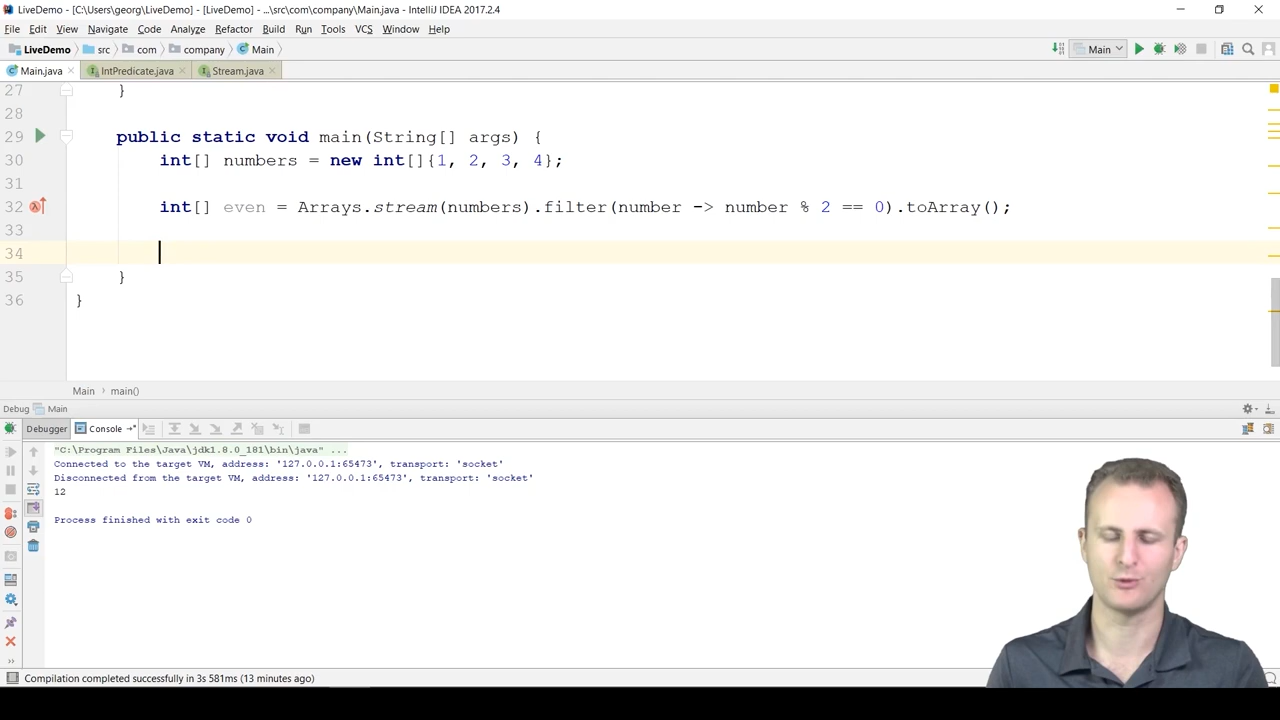 LiveDemo - [C:\Users\georg\LiveDemo] - [LiveDemo] - ...\src\com\company\Main.java - IntelliJ IDEA 2017.2.4
File Edit View Navigate Code Analyze Refactor Build Run Tools VCS Window Help
LiveDemo src com company Main Main
Main.java IntPredicate.java Stream.java
27 }
28
29 public static void main(String[] args) {
30 int[] numbers = new int[]{1, 2, 3, 4};
31
32 int[] even = Arrays.stream(numbers).filter(number -> number % 2 == 0).toArray();
33
34
35 }
36 }
Main main()
Debug Main
Debugger Console
"C:\Program Files\Java\jdk1.8.0_181\bin\java" ...
Connected to the target VM, address: '127.0.0.1:65473', transport: 'socket'
Disconnected from the target VM, address: '127.0.0.1:65473', transport: 'socket'
12
Process finished with exit code 0
Compilation completed successfully in 3s 581ms (13 minutes ago)